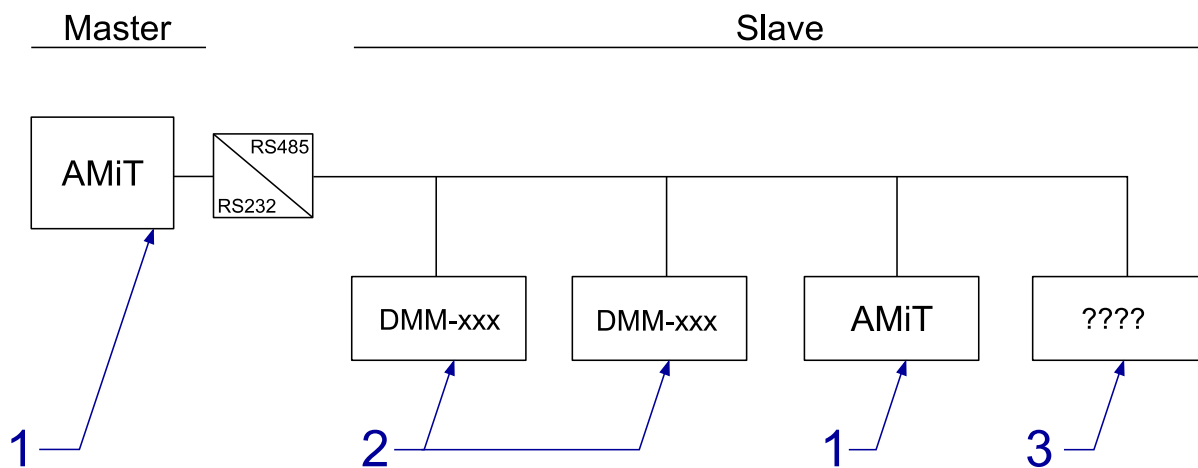 Master
Slave
AMiT
RS485
RS232
DMM-xxx
DMM-xxx
AMiT
????
1
2
1
3